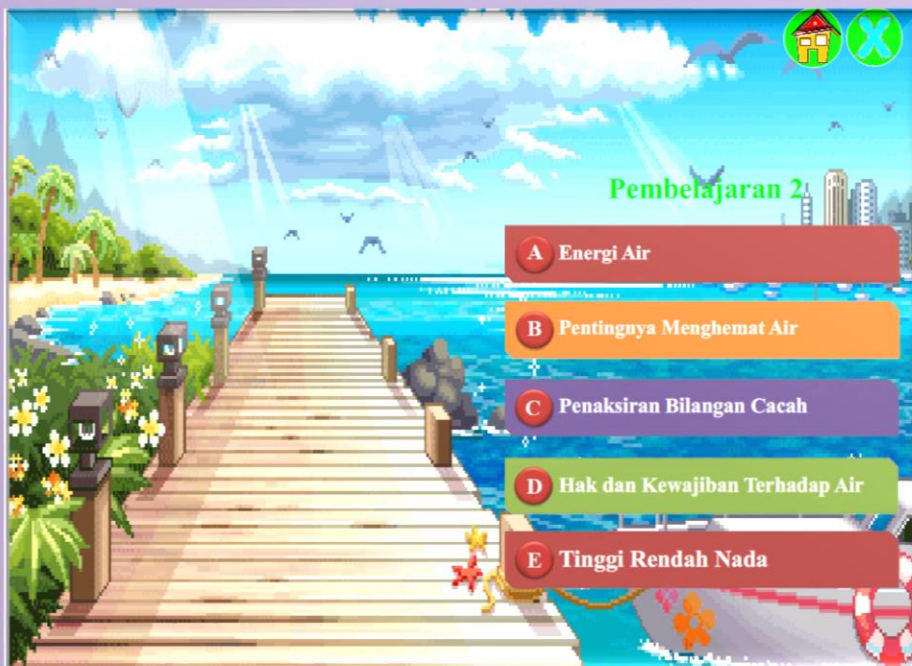 Pembelajaran 2
A Energi Air
B Pentingnya Menghemat Air
C Penaksiran Bilangan Cacah
D Hak dan Kewajiban Terhadap Air
E Tinggi Rendah Nada